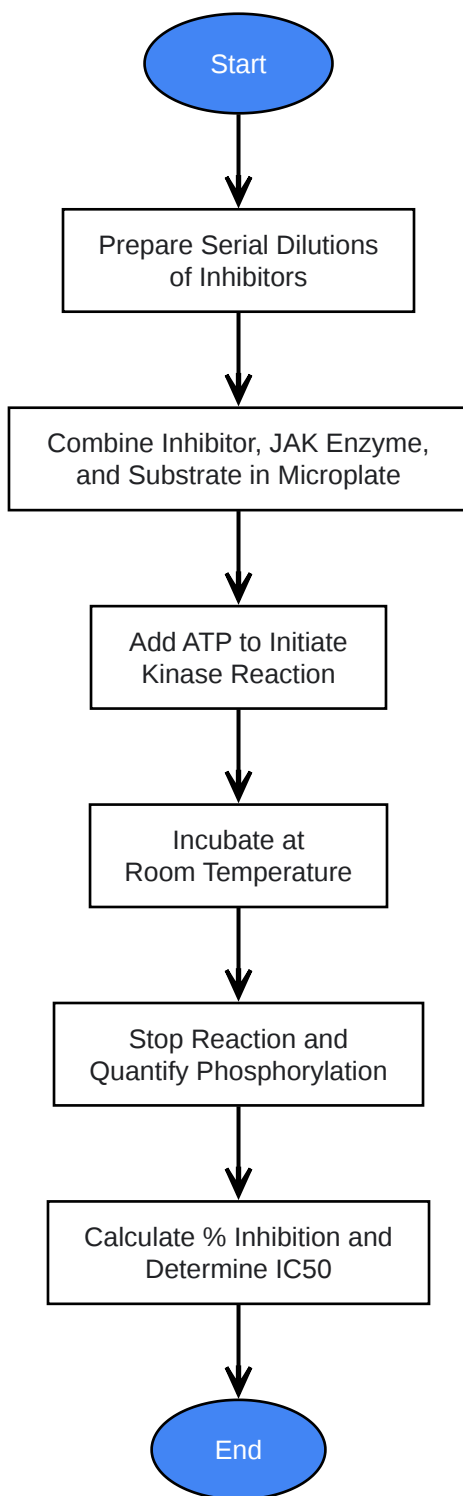 Start
Prepare Serial Dilutions
of Inhibitors
Combine Inhibitor, JAK Enzyme,
and Substrate in Microplate
Add ATP to Initiate
Kinase Reaction
Incubate at
Room Temperature
Stop Reaction and
Quantify Phosphorylation
Calculate % Inhibition and
Determine IC50
End